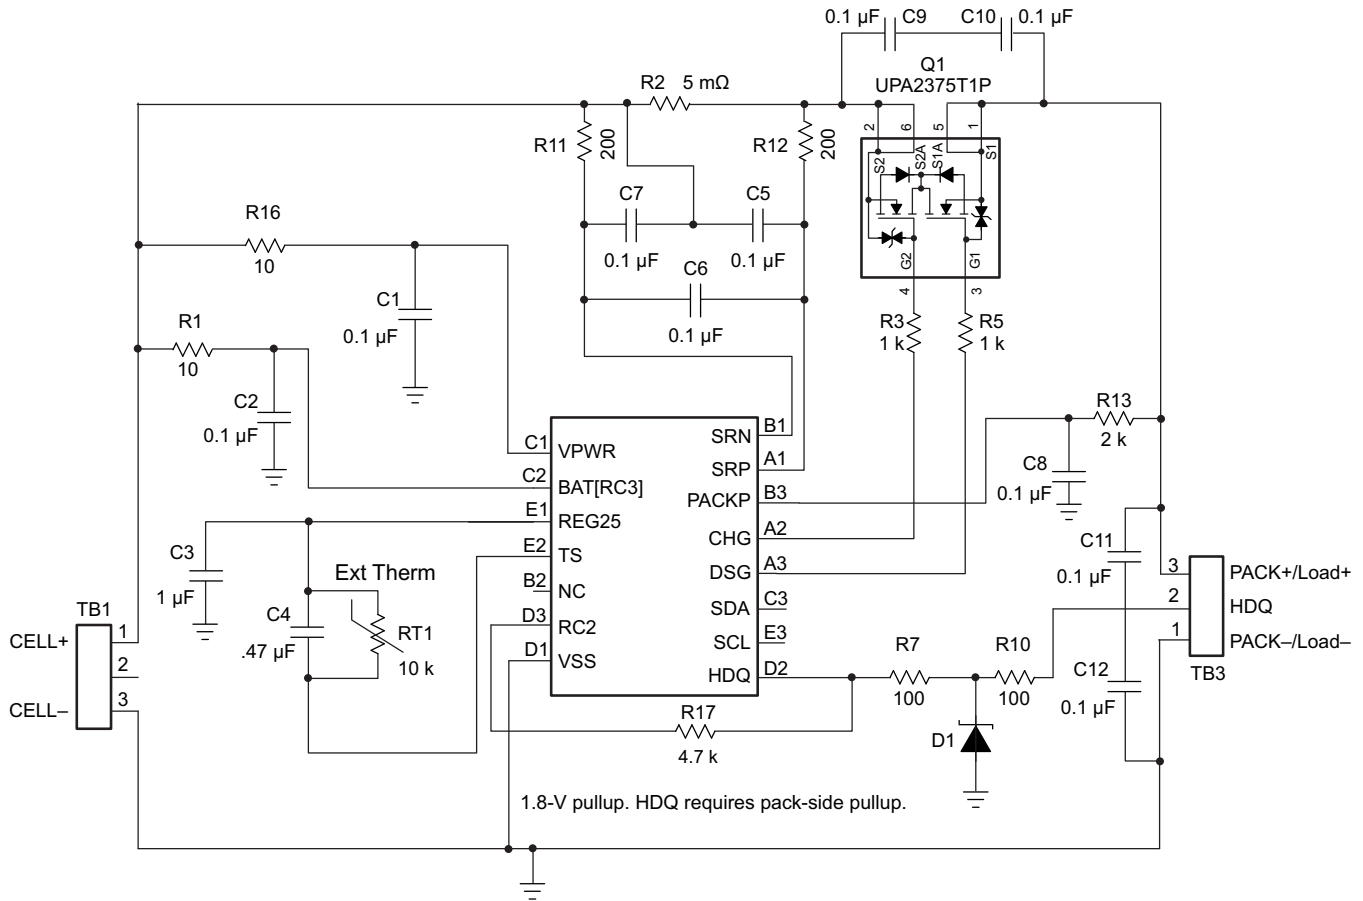 0.1 µF C9 C10 0.1 µF
Q1
UPA2375T1P
R2 5 mΩ
2 6 5 1
R11 200 R12 200
S2 S2A S1A S1
C7 C5
0.1 µF 0.1 µF
R16
10
C6
0.1 µF
G2 G1
4 3
C1
0.1 µF
R1
10
R3
1 k
R5
1 k
C2
0.1 µF
R13
2 k
C8
0.1 µF
C1 VPWR
C2 BAT[RC3]
E1 REG25
E2 TS
B2 NC
D3 RC2
D1 VSS
SRN B1
SRP A1
PACKP B3
CHG A2
DSG A3
SDA C3
SCL E3
HDQ D2
C3
1 µF
Ext Therm
C4
.47 µF
RT1
10 k
C11
0.1 µF
C12
0.1 µF
3 PACK+/Load+
2 HDQ
1 PACK–/Load–
TB3
TB1
CELL+ 1
2
CELL– 3
R7
100
R10
100
R17
4.7 k
D1
1.8-V pullup. HDQ requires pack-side pullup.